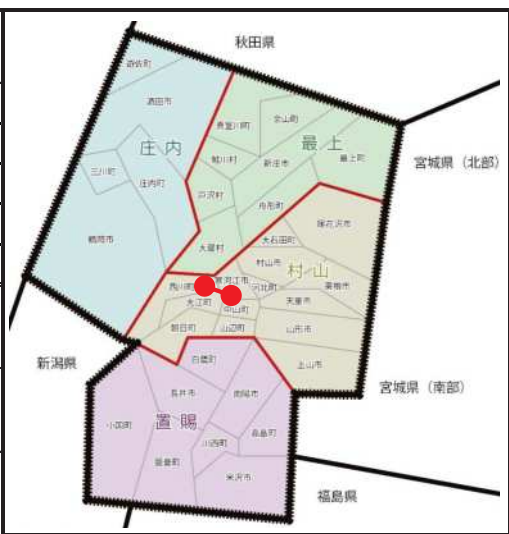 秋田県
遊佐町
酒田市
金山町
真室川町
庄内
最上
鮭川村
新庄市
最上町
宮城県（北部）
三川町
庄内町
戸沢村
舟形町
尾花沢市
鶴岡市
大蔵村
大石田町
村山市
村山
西川町
寒河江市
河北町
東根市
大江町
中山町
天童市
朝日町
山辺町
山形市
新潟県
白鷹町
上山市
宮城県（南部）
長井市
南陽市
小国町
置賜
高畠町
川西町
飯豊町
米沢市
福島県